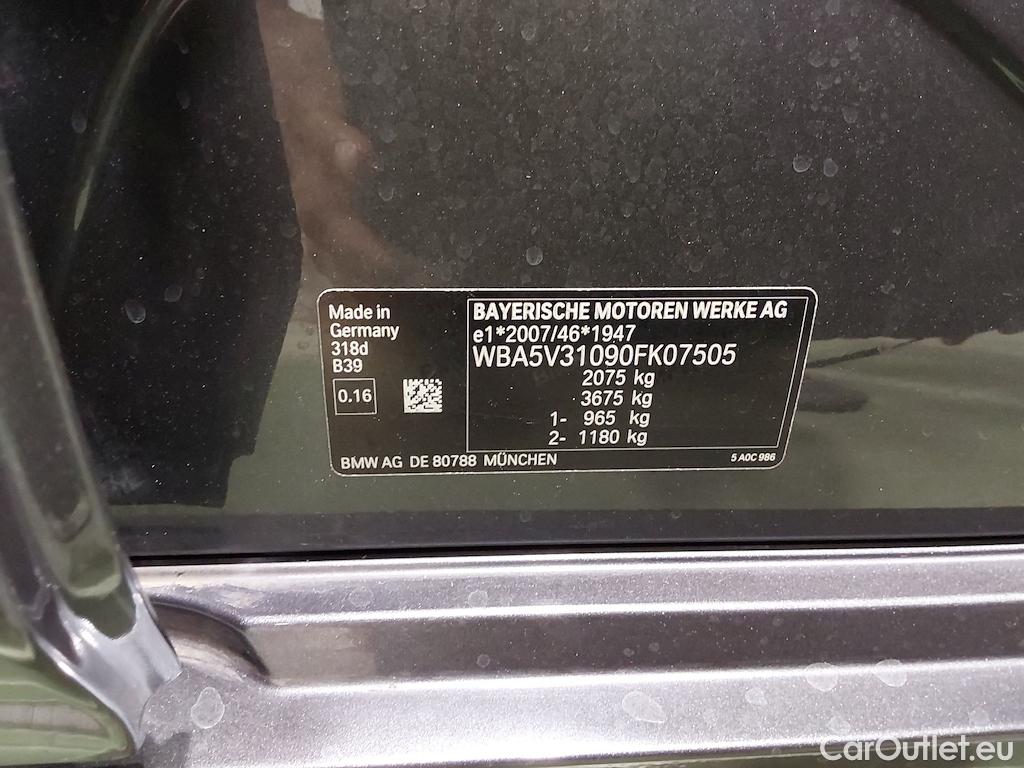 Made in
Germany
318d
B39
0.16
BAYERISCHE MOTOREN WERKE AG
e1*2007/46*1947
WBA5V31090FK07505
2075 kg
3675 kg
1- 965 kg
2- 1180 kg
BMW AG DE 80788 MÜNCHEN
5 A0C 986
CarOutlet.eu